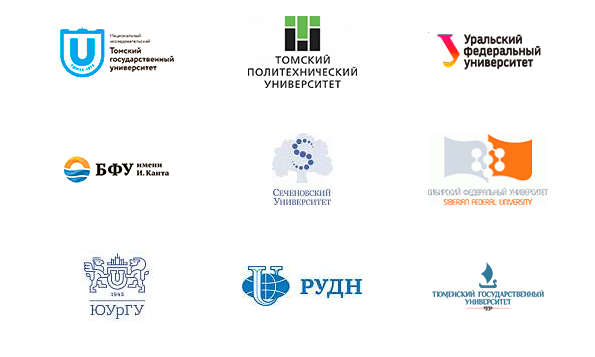 Национальный
исследовательский
Томский
государственный
университет
ТОМСКИЙ
ПОЛИТЕХНИЧЕСКИЙ
УНИВЕРСИТЕТ
Уральский
федеральный
университет
БФУ имени
И. Канта
СЕЧЕНОВСКИЙ
УНИВЕРСИТЕТ
СИБИРСКИЙ ФЕДЕРАЛЬНЫЙ УНИВЕРСИТЕТ
SIBERIAN FEDERAL UNIVERSITY
1943
ЮУрГУ
РУДН
ТЮМЕНСКИЙ ГОСУДАРСТВЕННЫЙ
УНИВЕРСИТЕТ